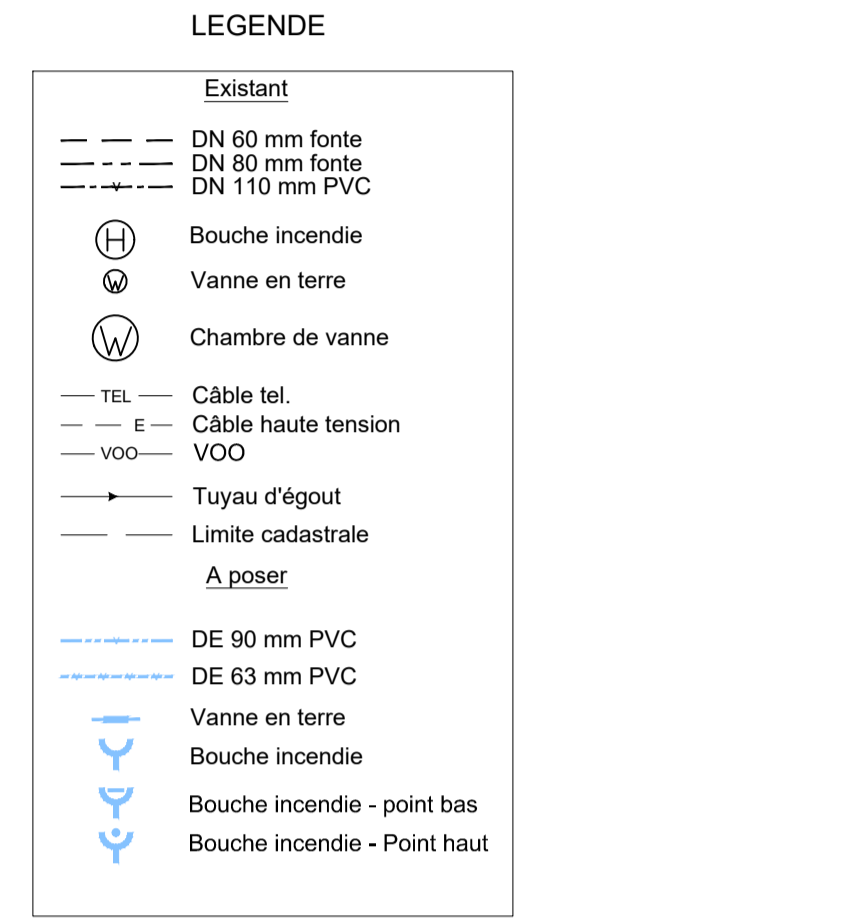 LEGENDE
Existant
DN 60 mm fonte
DN 80 mm fonte
V DN 110 mm PVC
H Bouche incendie
W Vanne en terre
W Chambre de vanne
TEL Câble tel.
E Câble haute tension
VOO VOO
Tuyau d'égout
Limite cadastrale
A poser
DE 90 mm PVC
DE 63 mm PVC
Vanne en terre
Bouche incendie
Bouche incendie - point bas
Bouche incendie - Point haut